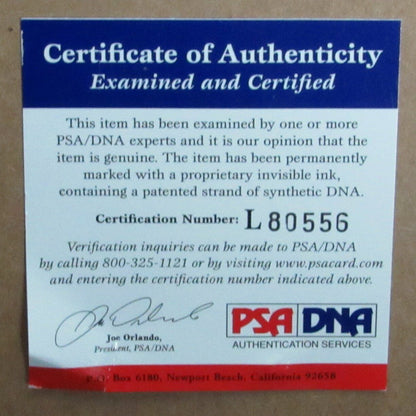 Certificate of Authenticity
Examined and Certified
This item has been examined by one or more
PSA/DNA experts and it is our opinion that the
item is genuine. The item has been permanently
marked with a proprietary invisible ink,
containing a patented strand of synthetic DNA.
Certification Number: L80556
Verification inquiries can be made to PSA/DNA
by calling 800-325-1121 or by visiting www.psacard.com
and entering the certification number indicated above.
Joe Orlando,
President, PSA/DNA
PSA DNA
AUTHENTICATION SERVICES
P.O. Box 6180, Newport Beach, California 92658